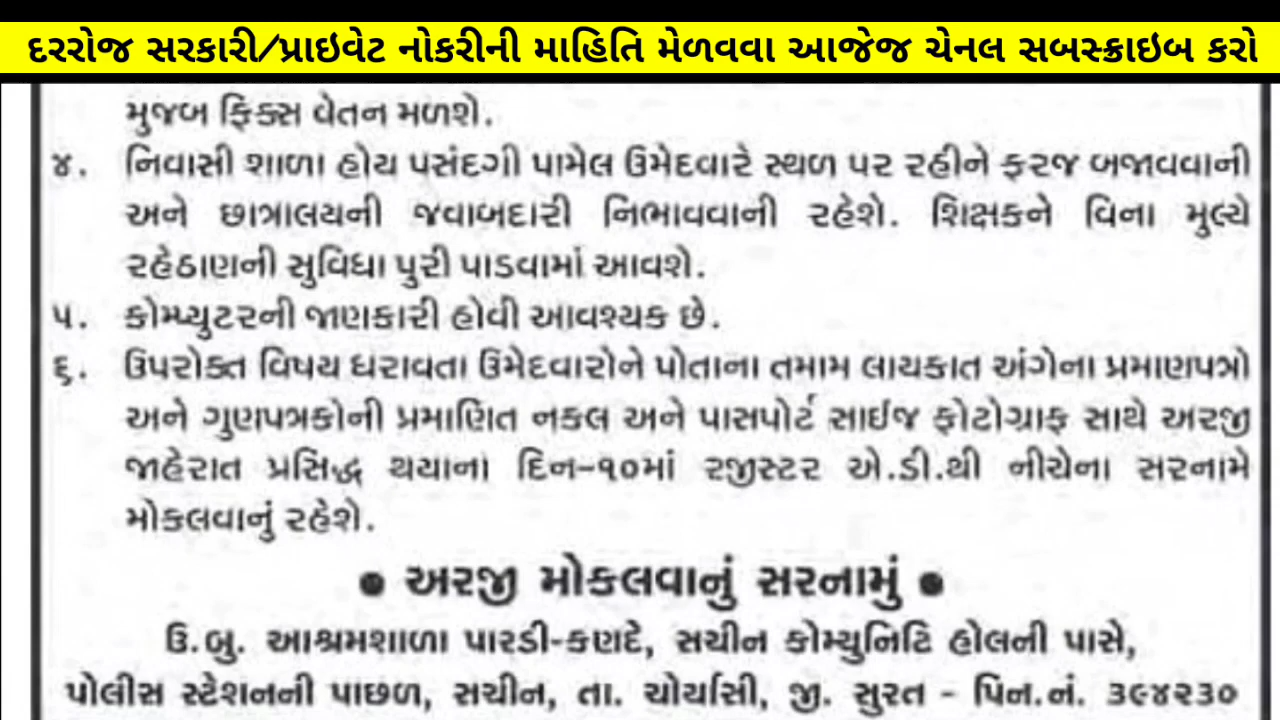 દરરોજ સરકારી/પ્રાઇવેટ નોકરીની માહિતિ મેળવવા આજેજ ચેનલ સબસ્ક્રાઇબ કરો
મુજબ ફિક્સ વેતન મળશે.
૪. નિવાસી શાળા હોય પસંદગી પામેલ ઉમેદવારે સ્થળ પર રહીને ફરજ બજાવવાની
અને છાત્રાલયની જવાબદારી નિભાવવાની રહેશે. શિક્ષકને વિના મુલ્યે
રહેઠાણની સુવિધા પુરી પાડવામાં આવશે.
૫. કોમ્પ્યુટરની જાણકારી હોવી આવશ્યક છે.
૬. ઉપરોક્ત વિષય ધરાવતા ઉમેદવારોને પોતાના તમામ લાયકાત અંગેના પ્રમાણપત્રો
અને ગુણપત્રકોની પ્રમાણિત નકલ અને પાસપોર્ટ સાઈજ ફોટોગ્રાફ સાથે અરજી
જાહેરાત પ્રસિદ્ધ થયાના દિન-૧૦માં રજીસ્ટર એ.ડી.થી નીચેના સરનામે
મોકલવાનું રહેશે.
● અરજી મોકલવાનું સરનામું ●
ઉ.બુ. આશ્રમશાળા પારડી-કણદે, સચીન કોમ્યુનિટિ હોલની પાસે,
પોલીસ સ્ટેશનની પાછળ, સચીન, તા. ચોર્યાસી, જી. સુરત - પિન.નં. ૩૯૪૨૩૦